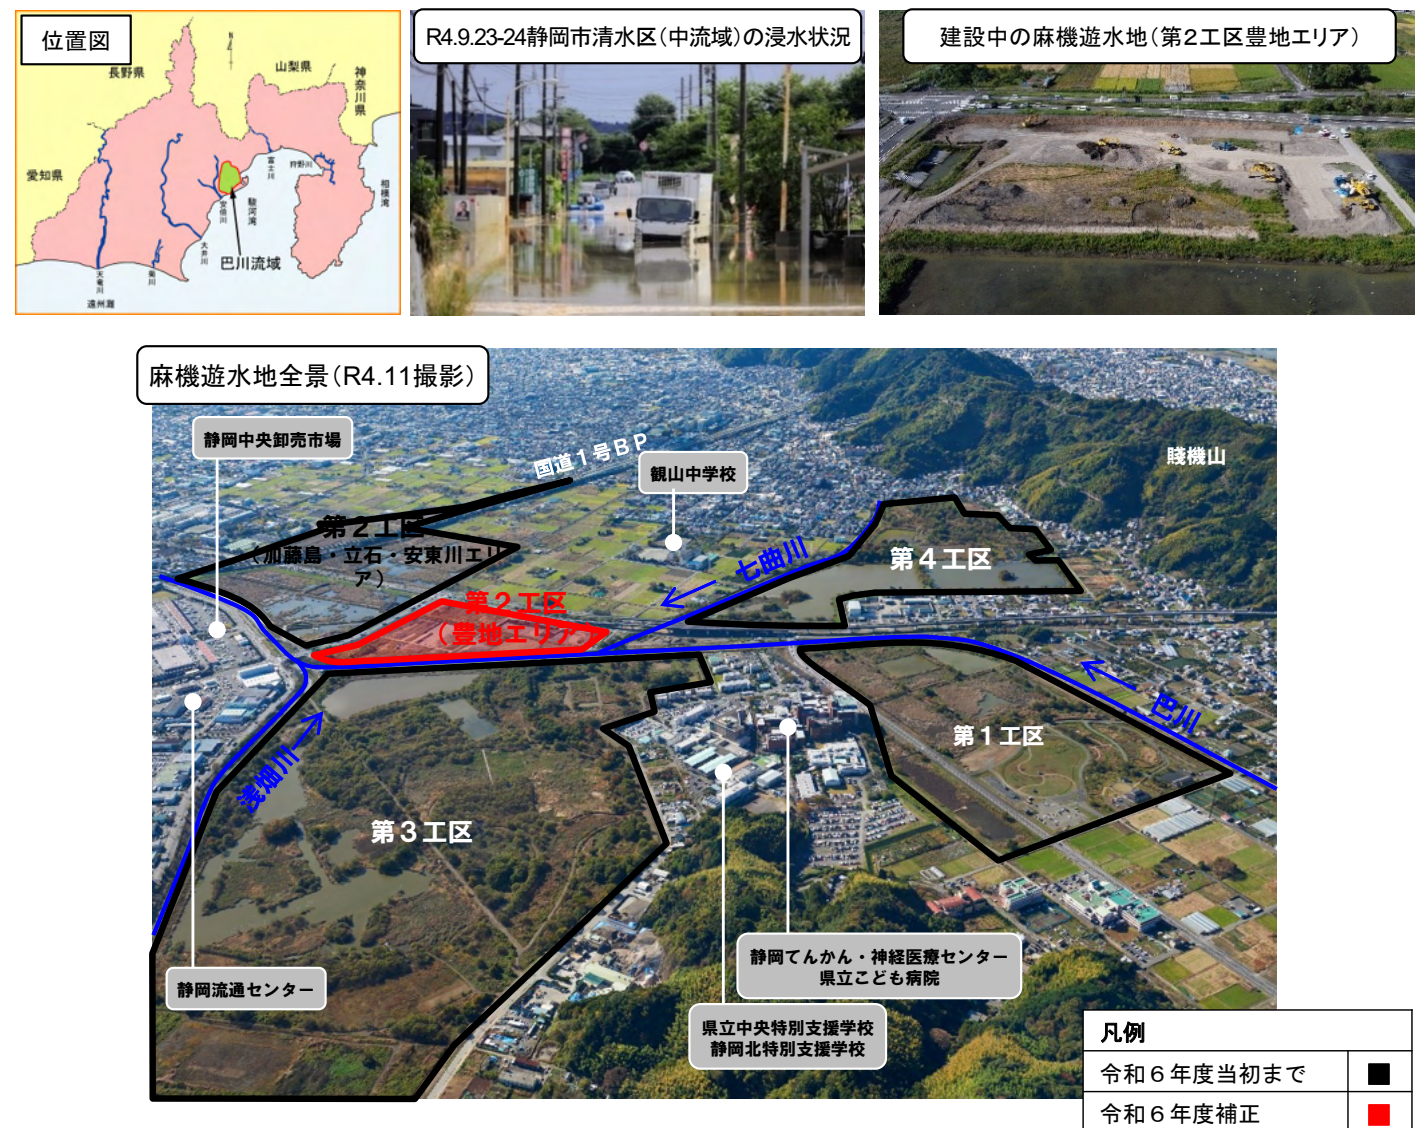 位置図
N
長野県
山梨県
神奈川県
愛知県
富士川
狩野川
相模湾
駿河湾
安倍川
大井川
巴川流域
天竜川
菊川
遠州灘
R4.9.23-24静岡市清水区(中流域)の浸水状況
建設中の麻機遊水地(第2工区豊地エリア)
麻機遊水地全景(R4.11撮影)
静岡中央卸売市場
国道1号BP
観山中学校
賤機山
第2工区
(加藤島・立石・安東川エリ
ア)
七曲川
第4工区
第2工区
(豊地エリア)
巴川
第1工区
浅畑川
第3工区
静岡流通センター
静岡てんかん・神経医療センター
県立こども病院
県立中央特別支援学校
静岡北特別支援学校
凡例
令和6年度当初まで
令和6年度補正